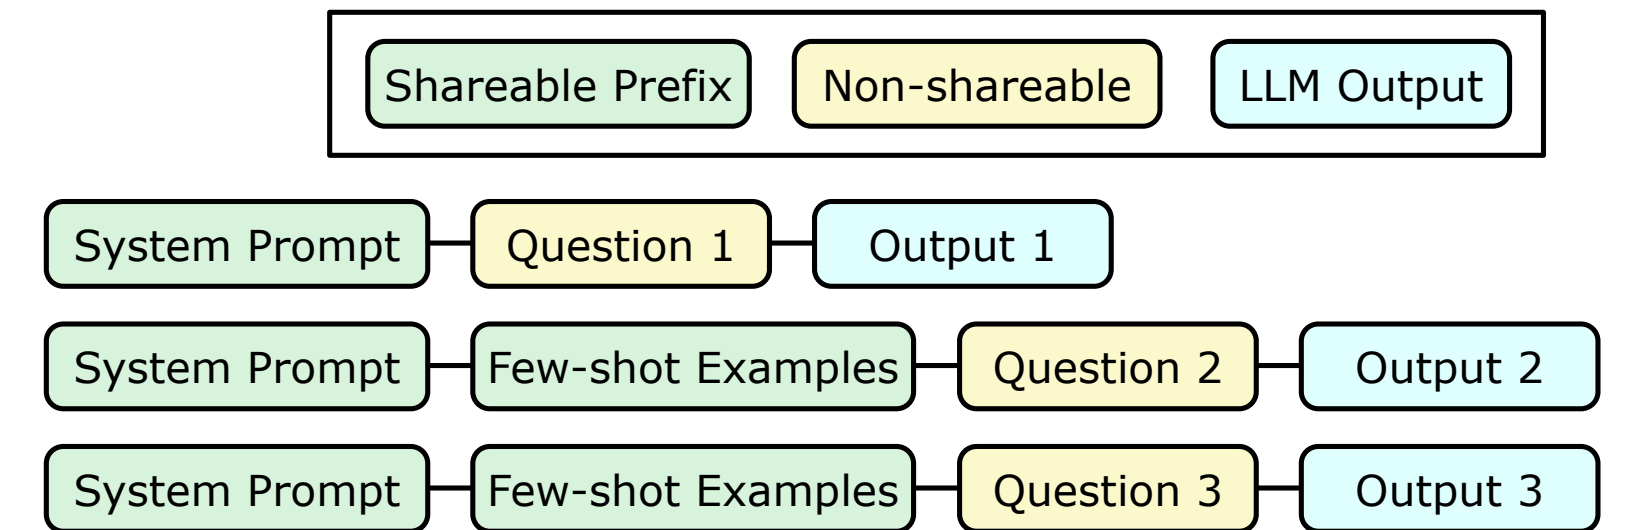 Shareable Prefix Non-shareable LLM Output
System Prompt Question 1 Output 1
System Prompt Few-shot Examples Question 2 Output 2
System Prompt Few-shot Examples Question 3 Output 3